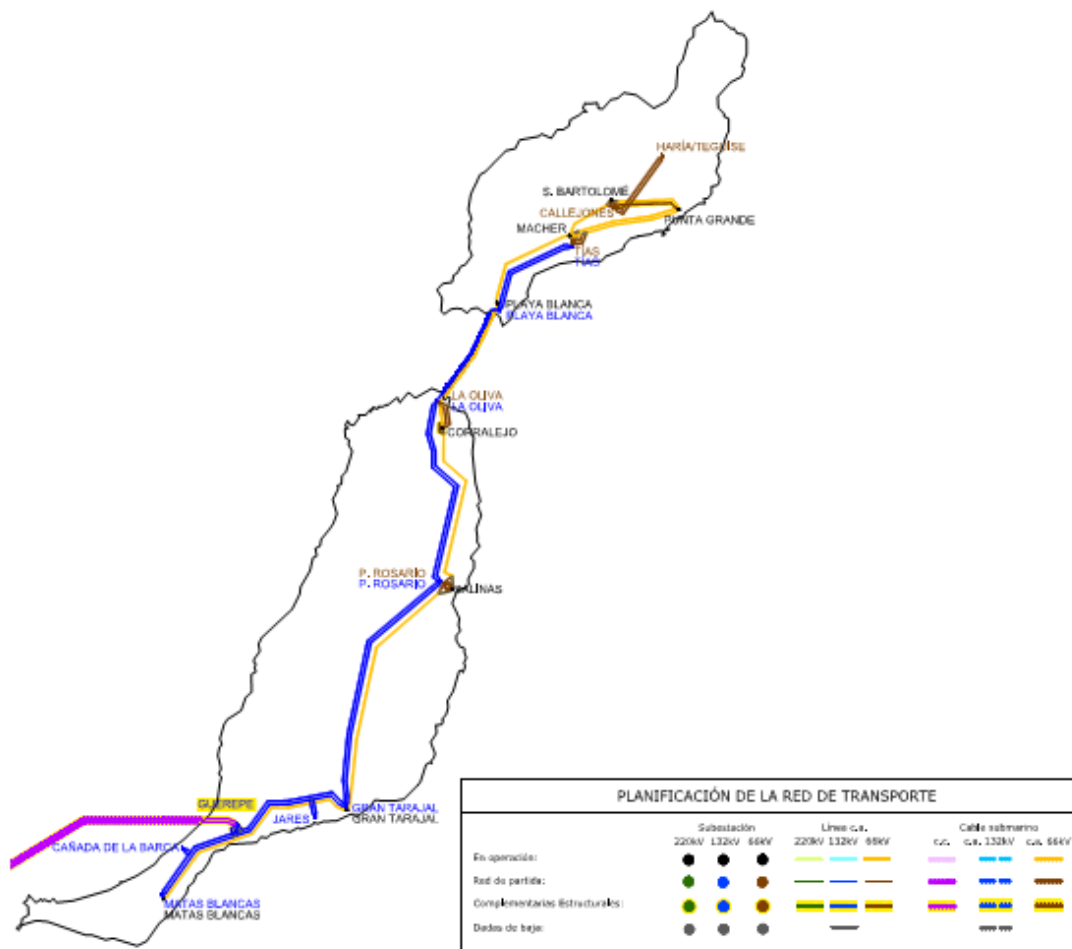 HARÍA/TEGUISE
S. BARTOLOMÉ
CALLEJONES
PUNTA GRANDE
MACHER
TÍAS
TÍAS
PLAYA BLANCA
PLAYA BLANCA
LA OLIVA
LA OLIVA
CORRALEJO
P. ROSARIO
P. ROSARIO
SALINAS
GUEREPE
GRAN TARAJAL
JARES
GRAN TARAJAL
CAÑADA DE LA BARCA
MATAS BLANCAS
MATAS BLANCAS
PLANIFICACIÓN DE LA RED DE TRANSPORTE
Subestación Línea c.a. Cable submarino
220kV 132kV 66kV 220kV 132kV 66kV c.c. c.a. 132kV c.a. 66kV
En operación:
Red de partida:
Complementarias Estructurales:
Dadas de baja: